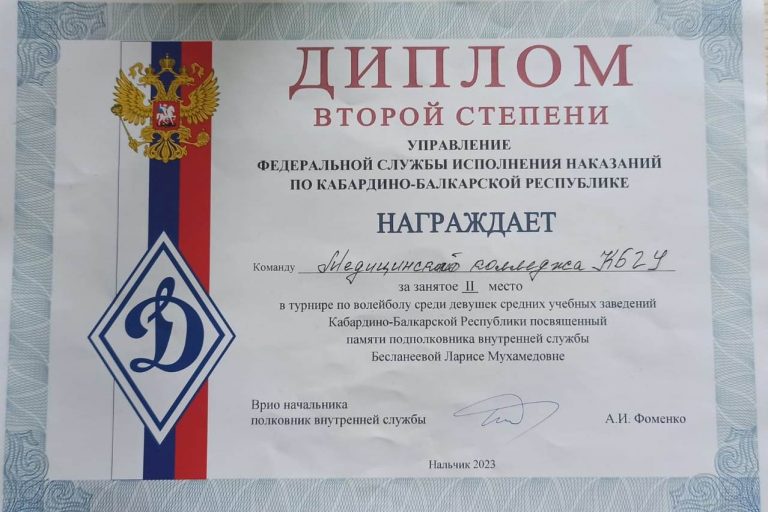 ДИПЛОМ
ВТОРОЙ СТЕПЕНИ
УПРАВЛЕНИЕ
ФЕДЕРАЛЬНОЙ СЛУЖБЫ ИСПОЛНЕНИЯ НАКАЗАНИЙ
ПО КАБАРДИНО-БАЛКАРСКОЙ РЕСПУБЛИКЕ
НАГРАЖДАЕТ
Команду Медицинского колледжа КБГУ
за занятое II место
в турнире по волейболу среди девушек средних учебных заведений
Кабардино-Балкарской Республики посвященный
памяти подполковника внутренней службы
Бесланеевой Ларисе Мухамедовне
Врио начальника
полковник внутренней службы А.И. Фоменко
Нальчик 2023
Д